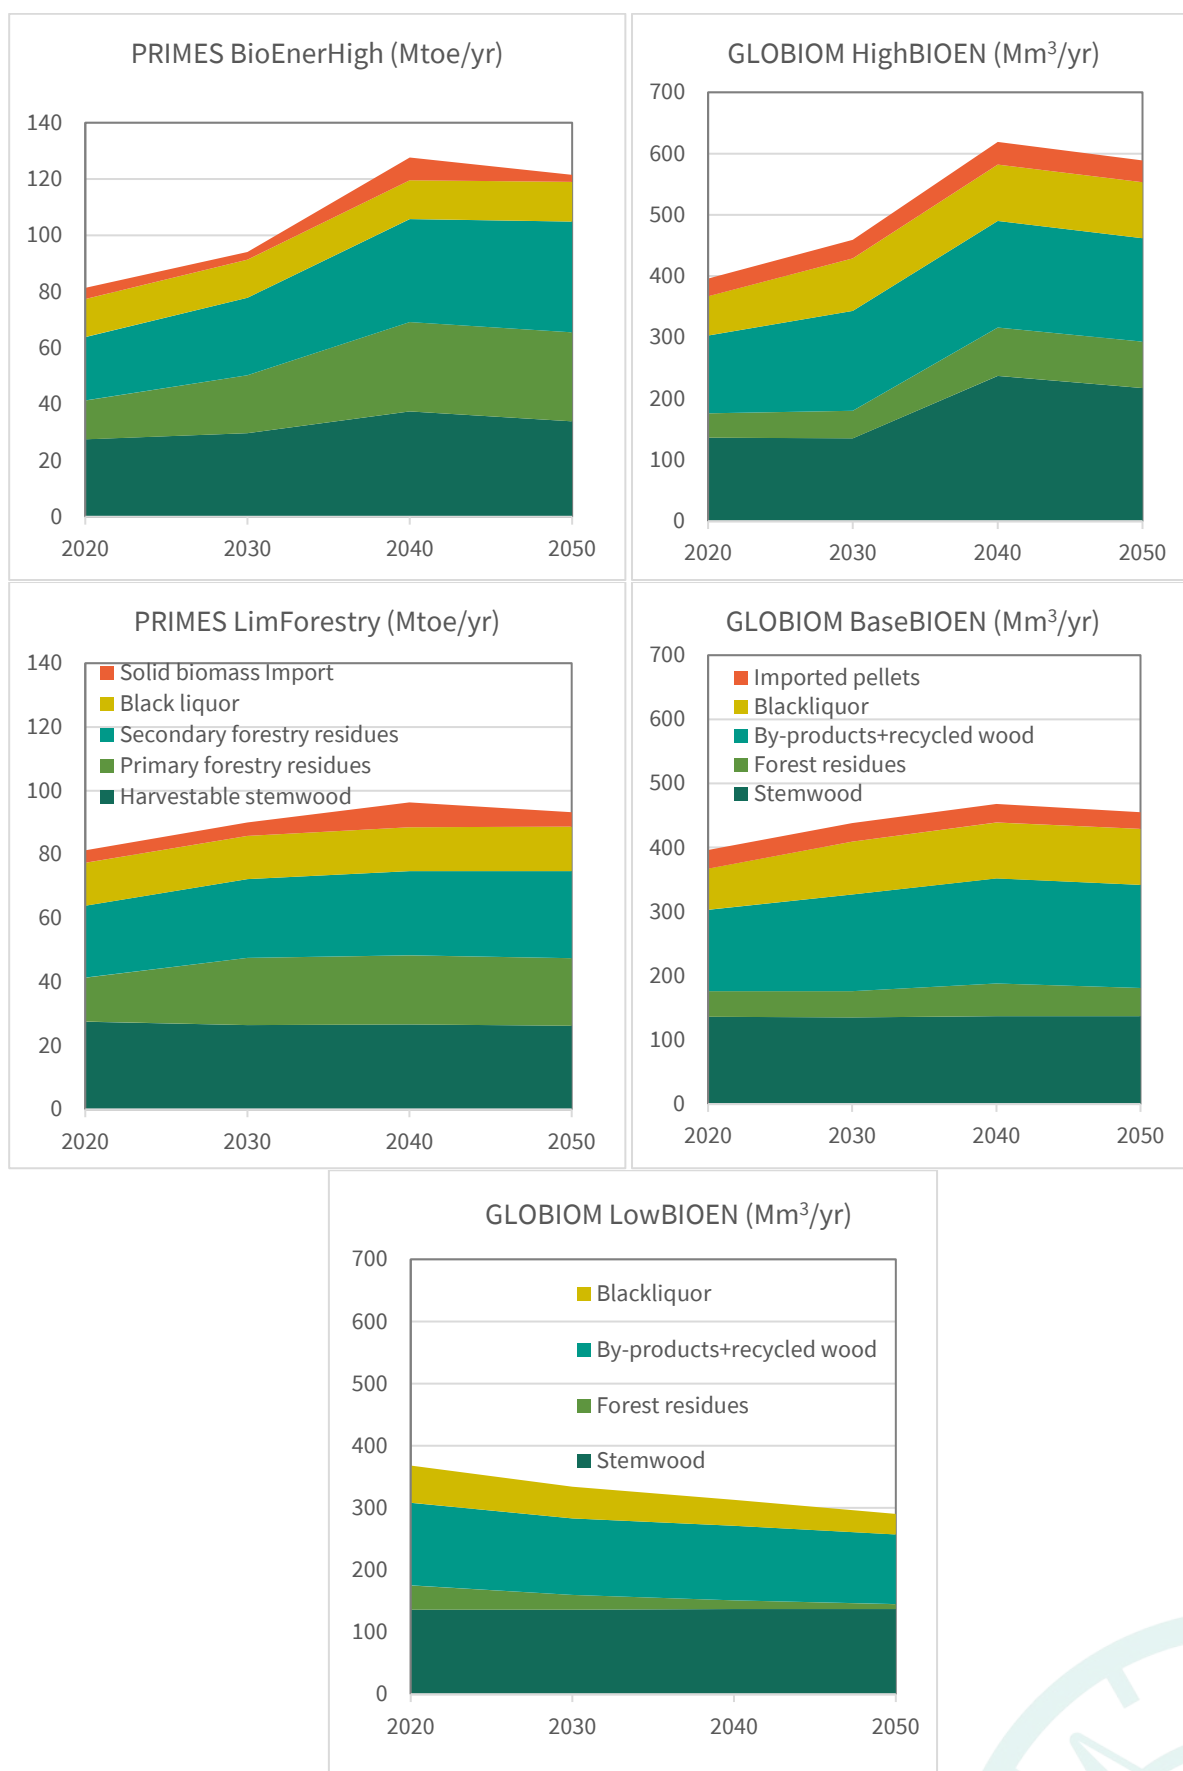 PRIMES BioEnerHigh (Mtoe/yr)
140
120
100
80
60
40
20
0
2020 2030 2040 2050
GLOBIOM HighBIOEN (Mm³/yr)
700
600
500
400
300
200
100
0
2020 2030 2040 2050
PRIMES LimForestry (Mtoe/yr)
140
120
100
80
60
40
20
0
Solid biomass Import
Black liquor
Secondary forestry residues
Primary forestry residues
Harvestable stemwood
2020 2030 2040 2050
GLOBIOM BaseBIOEN (Mm³/yr)
700
600
500
400
300
200
100
0
Imported pellets
Blackliquor
By-products+recycled wood
Forest residues
Stemwood
2020 2030 2040 2050
GLOBIOM LowBIOEN (Mm³/yr)
700
600
500
400
300
200
100
0
Blackliquor
By-products+recycled wood
Forest residues
Stemwood
2020 2030 2040 2050